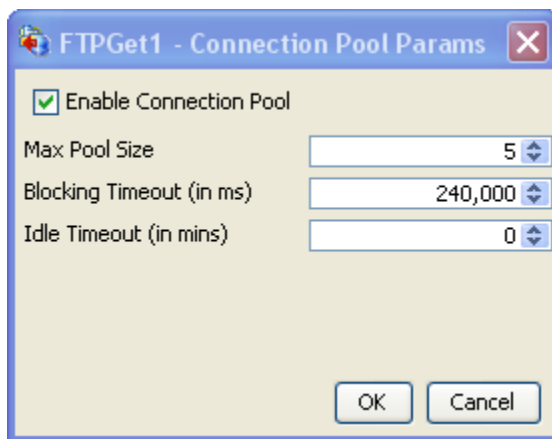 FTPGet1 - Connection Pool Params
Enable Connection Pool
Max Pool Size 5
Blocking Timeout (in ms) 240,000
Idle Timeout (in mins) 0
OK Cancel